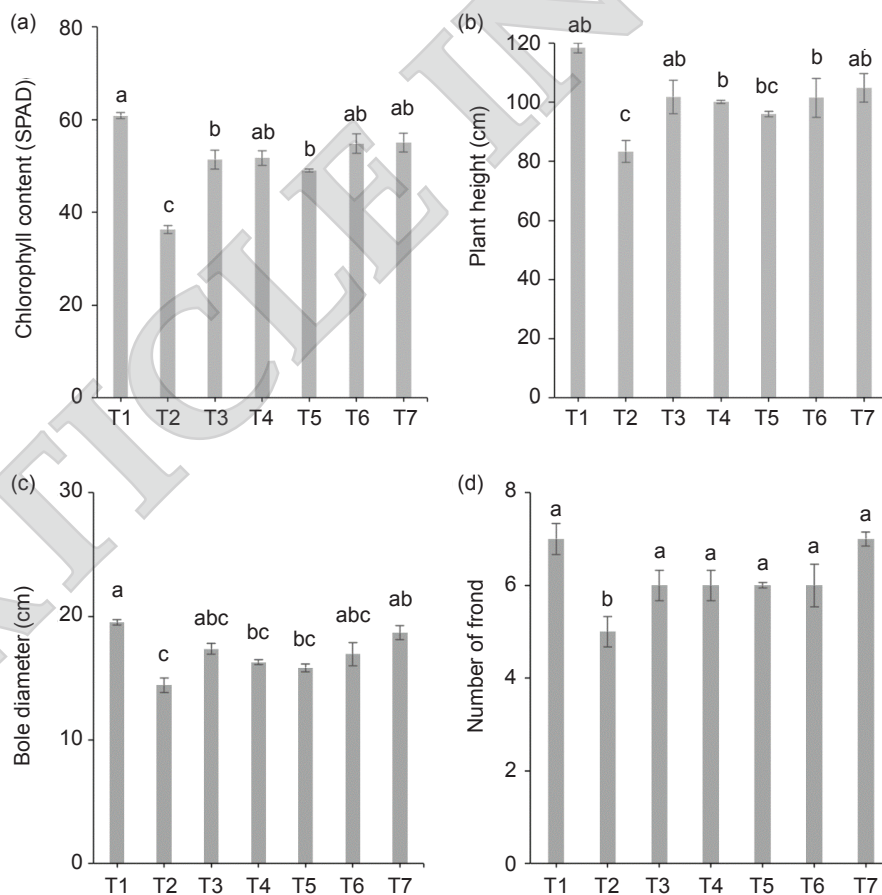 (a)
80
60
40
20
0
Chlorophyll content (SPAD)
a
c
b
ab
b
ab
ab
T1 T2 T3 T4 T5 T6 T7
(b)
120
100
80
60
40
20
0
Plant height (cm)
ab
c
ab
b
bc
b
ab
T1 T2 T3 T4 T5 T6 T7
(c)
30
20
10
0
Bole diameter (cm)
a
c
abc
bc
bc
abc
ab
T1 T2 T3 T4 T5 T6 T7
(d)
8
6
4
2
0
Number of frond
a
b
a
a
a
a
a
T1 T2 T3 T4 T5 T6 T7
RTICLE IN